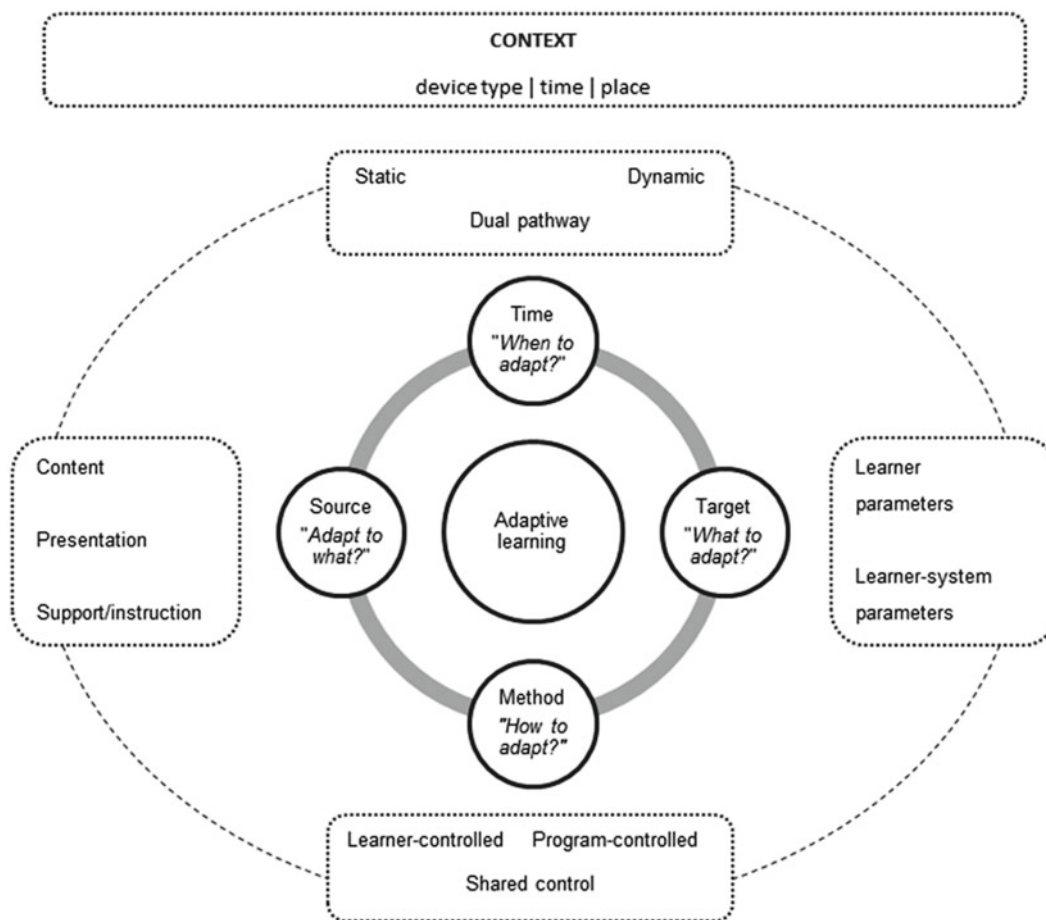 CONTEXT
device type | time | place
Static Dynamic
Dual pathway
Time
"When to
adapt?"
Content
Presentation
Support/instruction
Source
"Adapt to
what?"
Adaptive
learning
Target
"What to
adapt?"
Learner
parameters
Learner-system
parameters
Method
"How to
adapt?"
Learner-controlled Program-controlled
Shared control